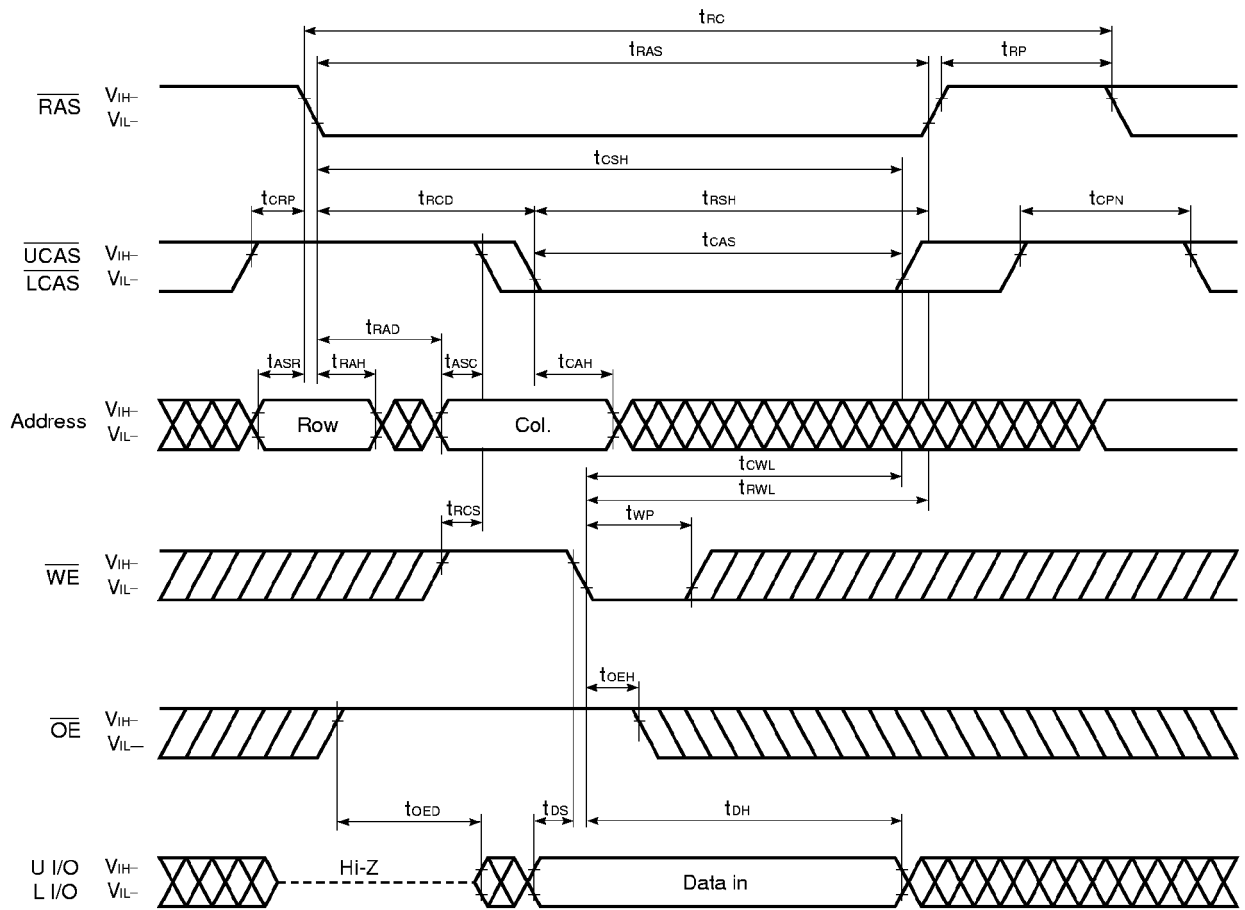 tRC
tRAS
tRP
RAS
VIH–
VIL–
tCSH
tCRP
tRCD
tRSH
tCPN
tCAS
UCAS
LCAS
VIH–
VIL–
tRAD
tASR
tRAH
tASC
tCAH
Address
VIH–
VIL–
Row
Col.
tCWL
tRWL
tRCS
tWP
WE
VIH–
VIL–
tOEH
OE
VIH–
VIL—
tOED
tDS
tDH
U I/O
L I/O
VIH–
VIL–
Hi-Z
Data in